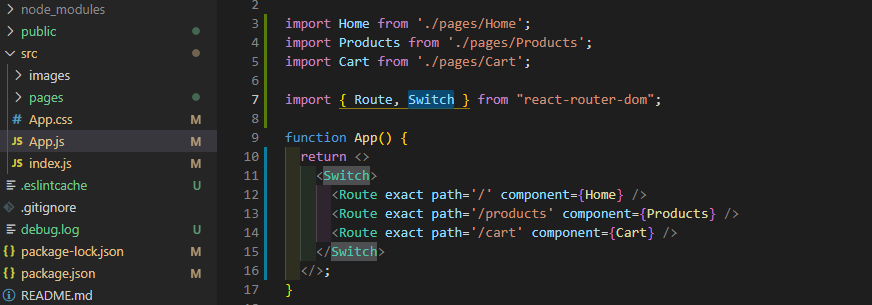 node_modules
public
src
images
pages
# App.css M
JS App.js M
JS index.js M
.eslintcache U
.gitignore
debug.log U
{} package-lock.json M
{} package.json M
README.md
2
3 import Home from './pages/Home';
4 import Products from './pages/Products';
5 import Cart from './pages/Cart';
6
7 import { Route, Switch } from "react-router-dom";
8
9 function App() {
10 return <>
11 <Switch>
12 <Route exact path='/' component={Home} />
13 <Route exact path='/products' component={Products} />
14 <Route exact path='/cart' component={Cart} />
15 </Switch>
16 </>;
17 }